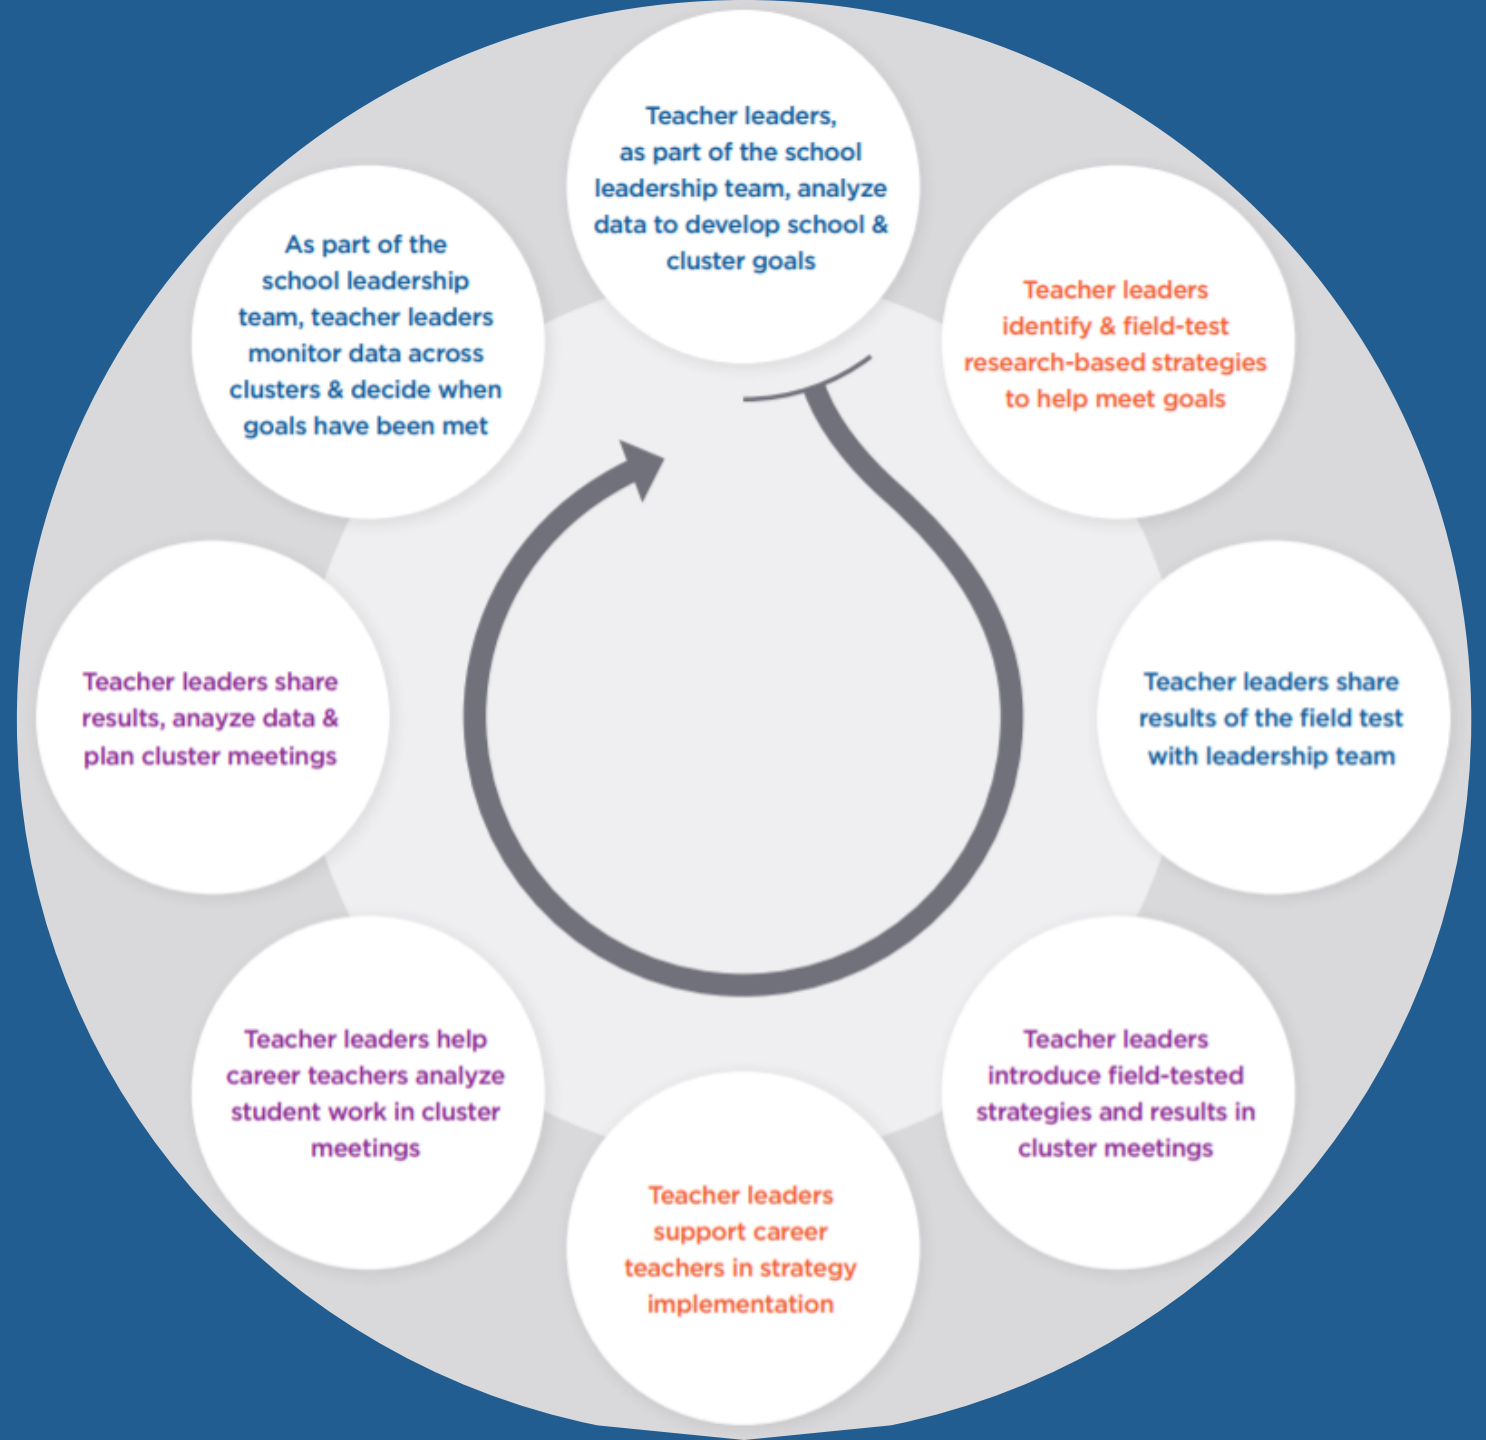 Teacher leaders,
as part of the school
leadership team, analyze
data to develop school &
cluster goals
Teacher leaders
identify & field-test
research-based strategies
to help meet goals
Teacher leaders share
results of the field test
with leadership team
Teacher leaders
introduce field-tested
strategies and results in
cluster meetings
Teacher leaders
support career
teachers in strategy
implementation
Teacher leaders help
career teachers analyze
student work in cluster
meetings
Teacher leaders share
results, anayze data &
plan cluster meetings
As part of the
school leadership
team, teacher leaders
monitor data across
clusters & decide when
goals have been met